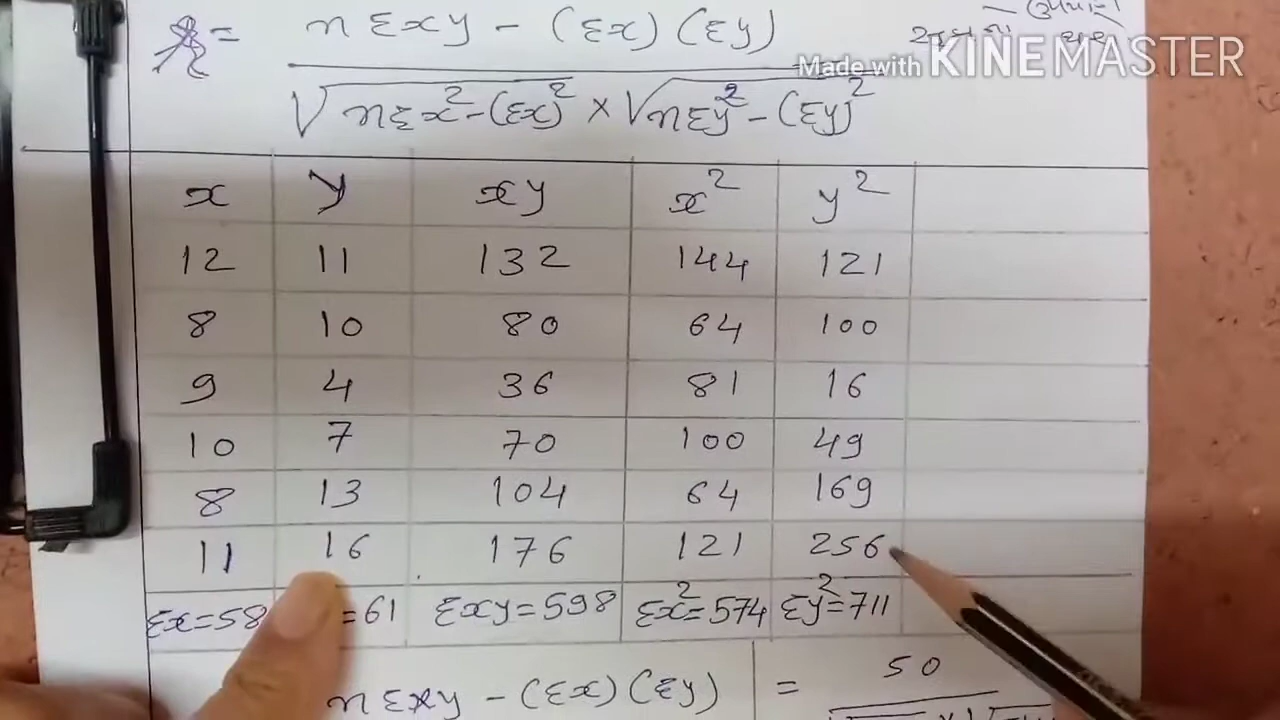 r = n Σxy - (Σx) (Σy)
√nΣx² - (Σx)² × √nΣy² - (Σy)²
Made with KINEMASTER
x y xy x² y²
12 11 132 144 121
8 10 80 64 100
9 4 36 81 16
10 7 70 100 49
8 13 104 64 169
11 16 176 121 256
Σx=58 =61 Σxy=598 Σx²=574 Σy²=711
nΣxy - (Σx) (Σy) = 50